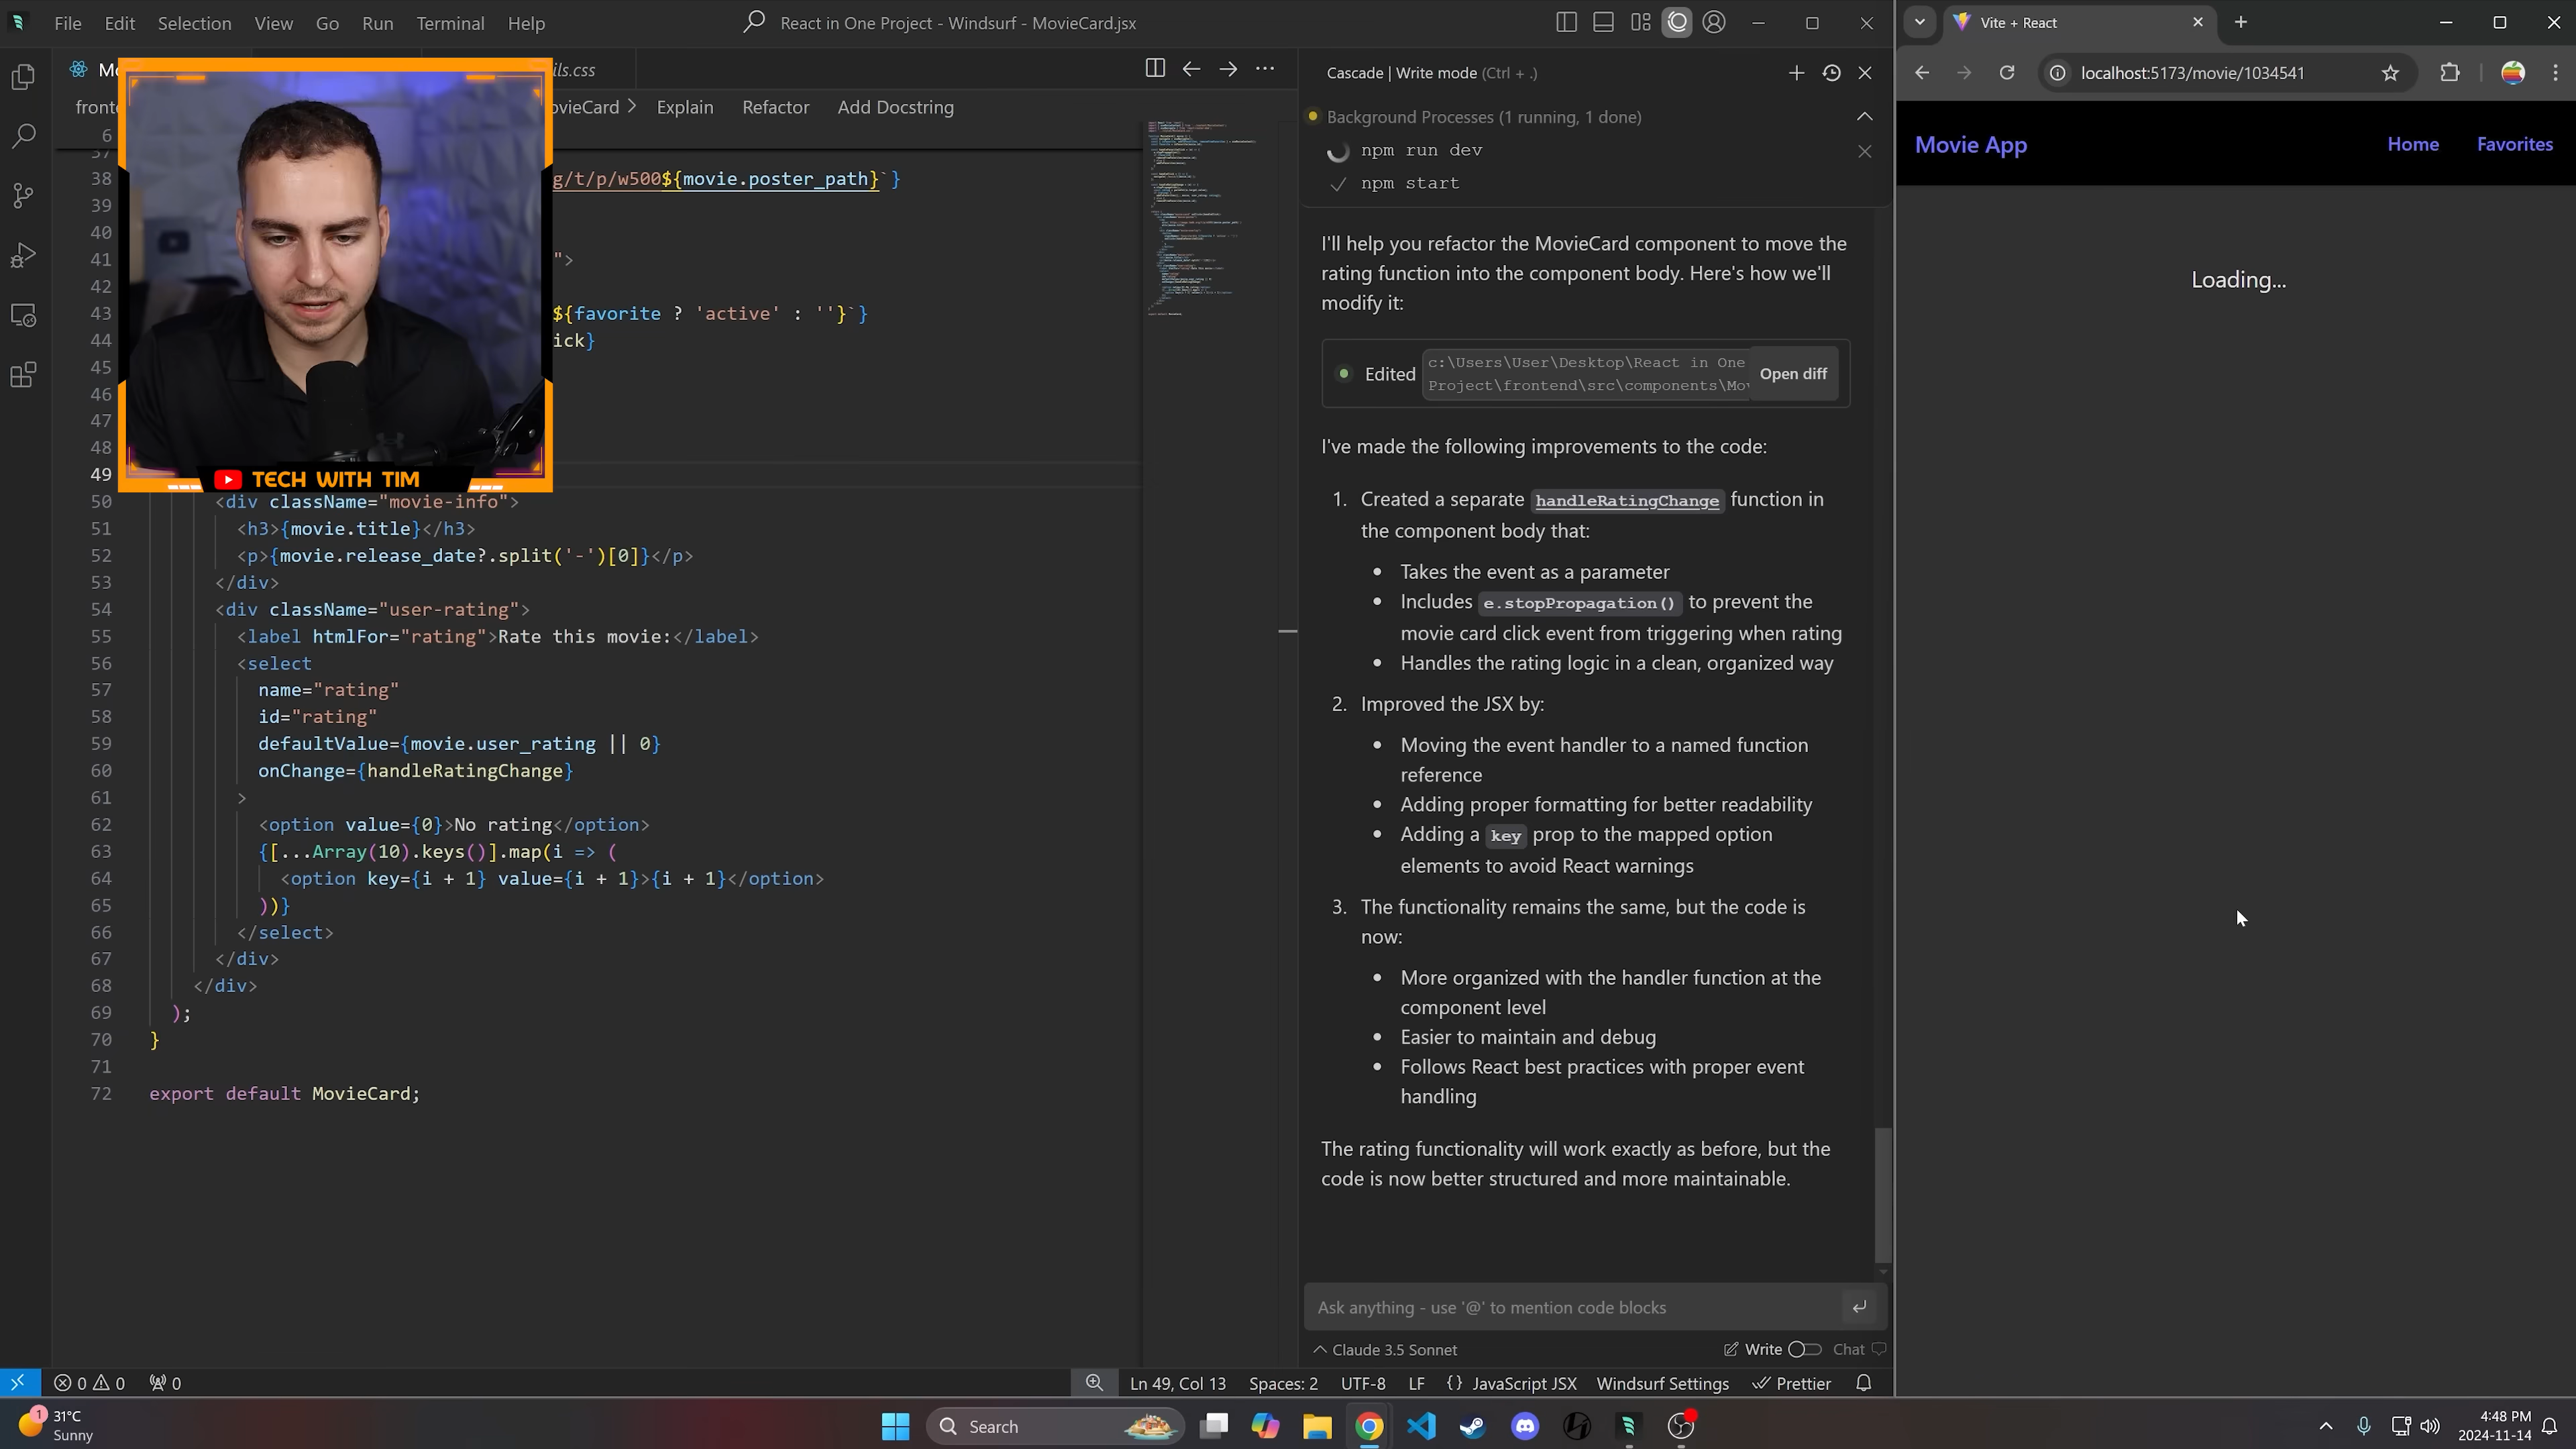 File Edit Selection View Go Run Terminal Help
React in One Project - Windsurf - MovieCard.jsx
ils.css
ovieCard > Explain Refactor Add Docstring
6
37
38 g/t/p/w500${movie.poster_path}`}
39
40
41 ">
42
43 ${favorite ? 'active' : ''}`}
44 ick}
45
46
47
48
49
TECH WITH TIM
50 <div className="movie-info">
51 <h3>{movie.title}</h3>
52 <p>{movie.release_date?.split('-')[0]}</p>
53 </div>
54 <div className="user-rating">
55 <label htmlFor="rating">Rate this movie:</label>
56 <select
57 name="rating"
58 id="rating"
59 defaultValue={movie.user_rating || 0}
60 onChange={handleRatingChange}
61 >
62 <option value={0}>No rating</option>
63 {[...Array(10).keys()].map(i => (
64 <option key={i + 1} value={i + 1}>{i + 1}</option>
65 ))}
66 </select>
67 </div>
68 </div>
69 );
70 }
71
72 export default MovieCard;
Cascade | Write mode (Ctrl + .)
Background Processes (1 running, 1 done)
npm run dev
npm start
I'll help you refactor the MovieCard component to move the
rating function into the component body. Here's how we'll
modify it:
Edited c:\Users\User\Desktop\React in One
Project\frontend\src\components\Mov
Open diff
I've made the following improvements to the code:
1. Created a separate handleRatingChange function in
the component body that:
• Takes the event as a parameter
• Includes e.stopPropagation() to prevent the
movie card click event from triggering when rating
• Handles the rating logic in a clean, organized way
2. Improved the JSX by:
• Moving the event handler to a named function
reference
• Adding proper formatting for better readability
• Adding a key prop to the mapped option
elements to avoid React warnings
3. The functionality remains the same, but the code is
now:
• More organized with the handler function at the
component level
• Easier to maintain and debug
• Follows React best practices with proper event
handling
The rating functionality will work exactly as before, but the
code is now better structured and more maintainable.
Ask anything - use '@' to mention code blocks
Claude 3.5 Sonnet Write Chat
Vite + React
localhost:5173/movie/1034541
Movie App Home Favorites
Loading...
0 0 0 Ln 49, Col 13 Spaces: 2 UTF-8 LF {} JavaScript JSX Windsurf Settings Prettier
1 31°C
Sunny
Search
4:48 PM
2024-11-14